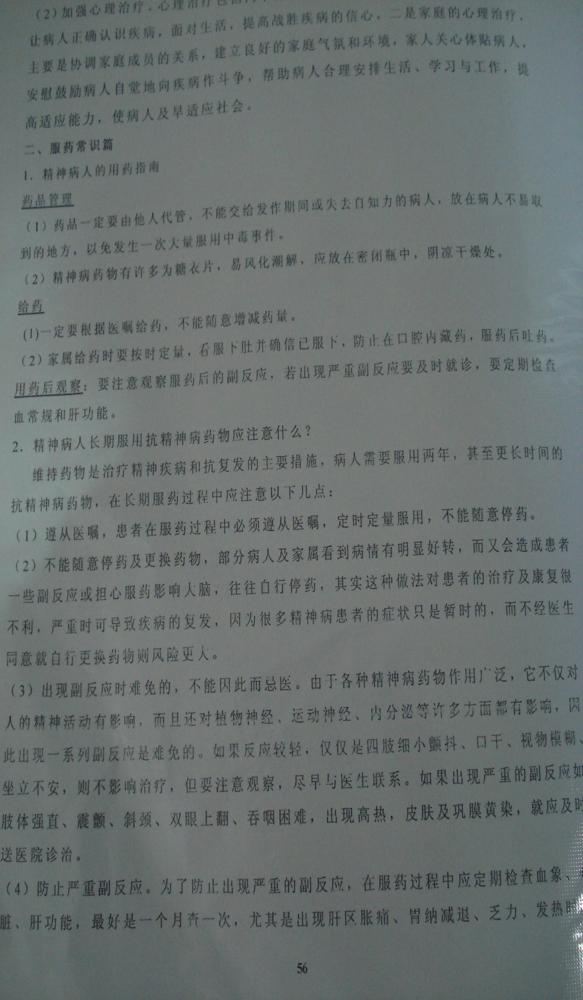 (2)加强心理治疗。心理治疗包括
让病人正确认识疾病，面对生活，提高战胜疾病的信心。二是家庭的心理治疗，
主要是协调家庭成员的关系，建立良好的家庭气氛和环境，家人关心体贴病人，
安慰鼓励病人自觉地向疾病作斗争，帮助病人合理安排生活、学习与工作，提
高适应能力，使病人及早适应社会。
二、服药常识篇
1．精神病人的用药指南
药品管理
（1）药品一定要由他人代管，不能交给发作期间或失去自知力的病人，放在病人不易取
到的地方，以免发生一次大量服用中毒事件。
（2）精神病药物有许多为糖衣片，易风化潮解，应放在密闭瓶中，阴凉干燥处。
给药
(1)一定要根据医嘱给药，不能随意增减药量。
（2）家属给药时要按时定量，看服下肚并确信已服下，防止在口腔内藏药，服药后吐药。
用药后观察：要注意观察服药后的副反应，若出现严重副反应要及时就诊，要定期检查
血常规和肝功能。
2．精神病人长期服用抗精神病药物应注意什么？
维持药物是治疗精神疾病和抗复发的主要措施，病人需要服用两年，甚至更长时间的
抗精神病药物，在长期服药过程中应注意以下几点：
（1）遵从医嘱，患者在服药过程中必须遵从医嘱，定时定量服用，不能随意停药。
（2）不能随意停药及更换药物，部分病人及家属看到病情有明显好转，而又会造成患者
一些副反应或担心服药影响大脑，往往自行停药，其实这种做法对患者的治疗及康复很
不利，严重时可导致疾病的复发，因为很多精神病患者的症状只是暂时的，而不经医生
同意就自行更换药物则风险更大。
（3）出现副反应时难免的，不能因此而忌医。由于各种精神病药物作用广泛，它不仅对
人的精神活动有影响，而且还对植物神经、运动神经、内分泌等许多方面都有影响，因
此出现一系列副反应是难免的。如果反应较轻，仅仅是四肢细小颤抖、口干、视物模糊、
坐立不安，则不影响治疗，但要注意观察，尽早与医生联系。如果出现严重的副反应如
肢体强直、震颤、斜颈、双眼上翻、吞咽困难，出现高热，皮肤及巩膜黄染，就应及时
送医院诊治。
（4）防止严重副反应。为了防止出现严重的副反应，在服药过程中应定期检查血象、
脏、肝功能，最好是一个月查一次，尤其是出现肝区胀痛、胃纳减退、乏力、发热时
56